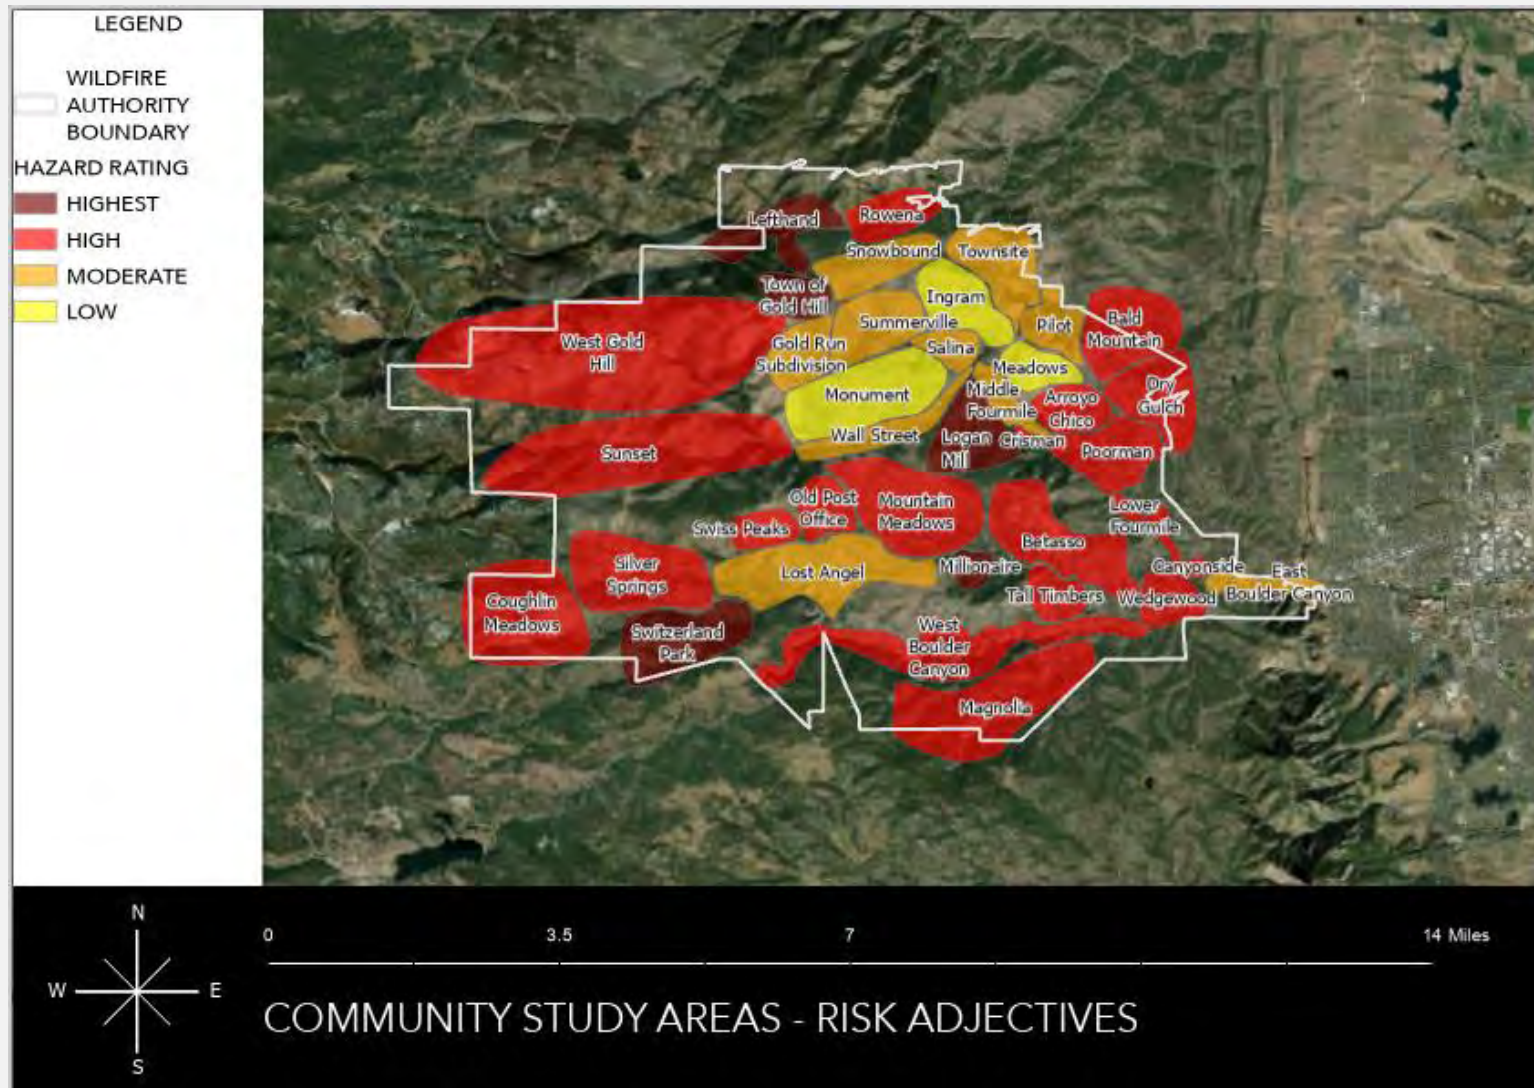 LEGEND
WILDFIRE
AUTHORITY
BOUNDARY
HAZARD RATING
HIGHEST
HIGH
MODERATE
LOW
Lefthand
Rowena
Snowbound
Townsite
Town of
Gold Hill
Ingram
Summerville
Pilot
Bald
Mountain
West Gold
Hill
Gold Run
Subdivision
Salina
Meadows
Monument
Middle
Fourmile
Arroyo
Chico
Dry
Gulch
Wall Street
Logan
Mill
Crisman
Poorman
Sunset
Old Post
Office
Mountain
Meadows
Lower
Fourmile
Swiss Peaks
Betasso
Silver
Springs
Lost Angel
Millionaire
Canyonside
East
Boulder Canyon
Tall Timbers
Wedgewood
Coughlin
Meadows
Switzerland
Park
West
Boulder
Canyon
Magnolia
N
W
E
S
0
3.5
7
14 Miles
COMMUNITY STUDY AREAS - RISK ADJECTIVES